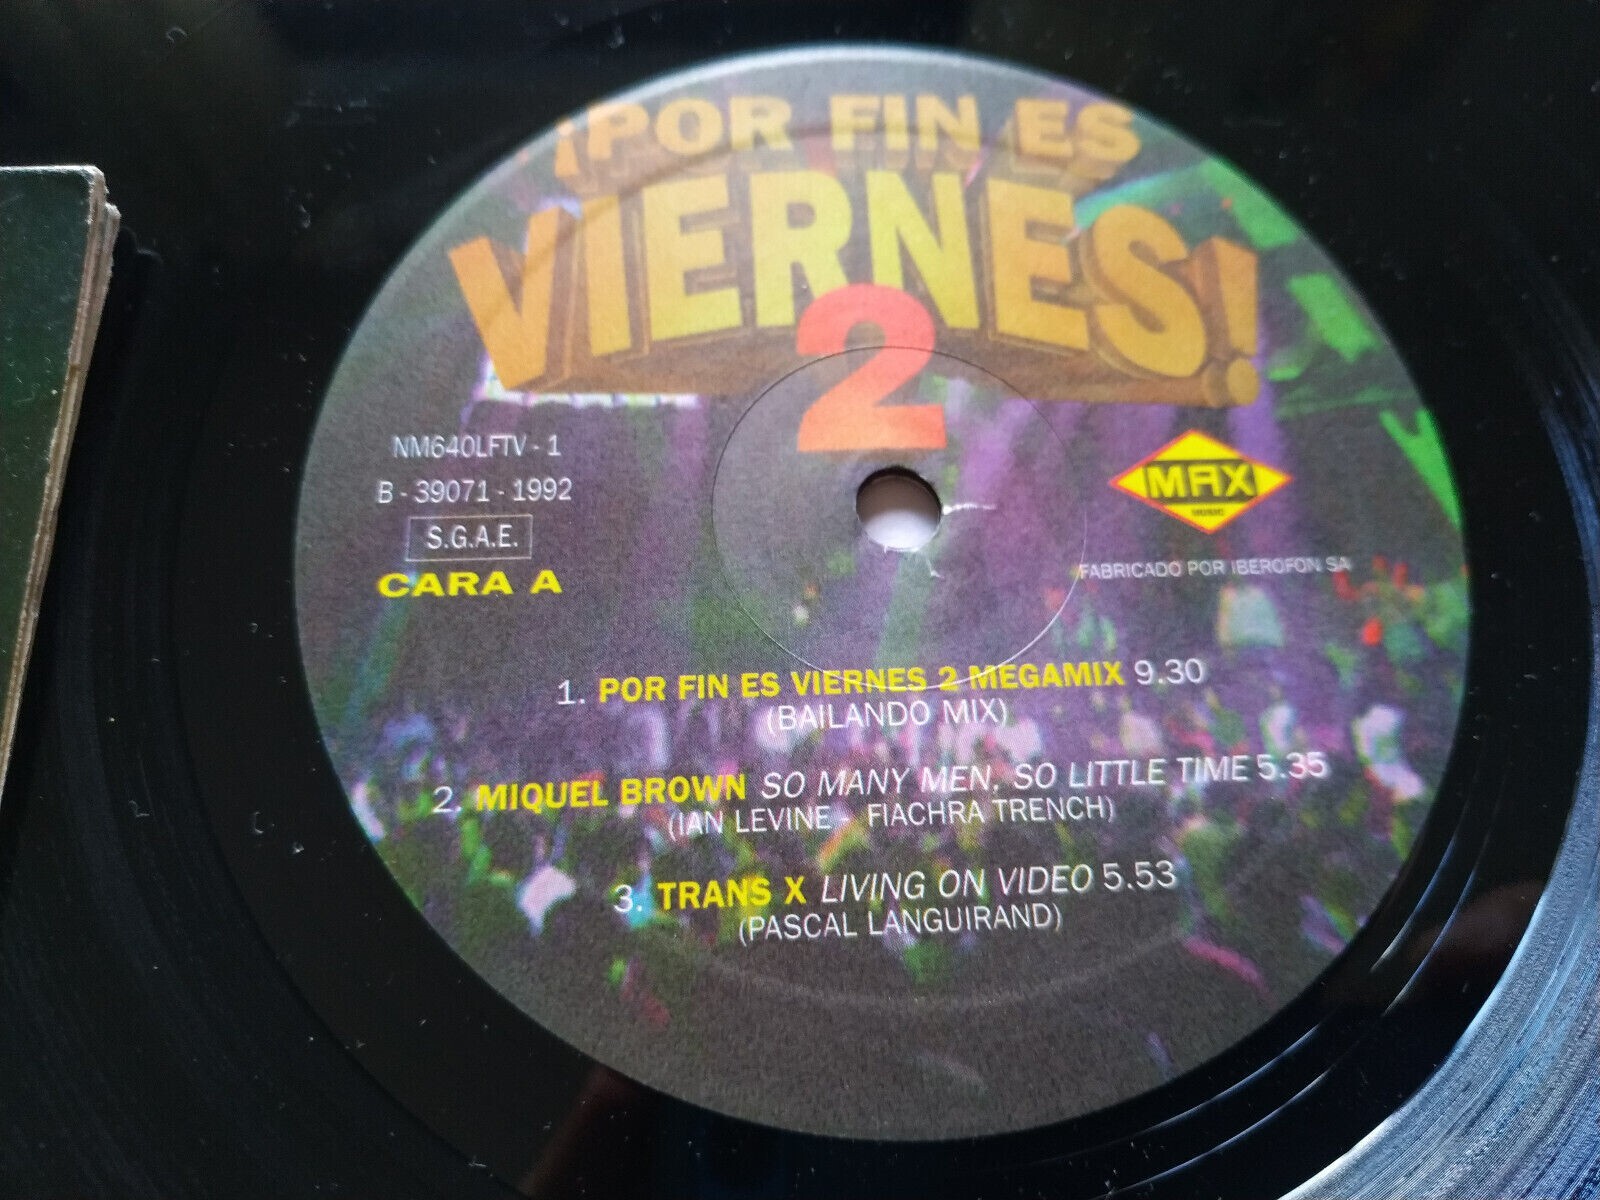 ¡POR FIN ES
VIERNES!
2
NM640LFTV - 1
B - 39071 - 1992
S.G.A.E.
CARA A
MAX
MUSIC
FABRICADO POR IBEROFON SA
1. POR FIN ES VIERNES 2 MEGAMIX 9.30
(BAILANDO MIX)
2. MIQUEL BROWN SO MANY MEN, SO LITTLE TIME 5.35
(IAN LEVINE - FIACHRA TRENCH)
3. TRANS X LIVING ON VIDEO 5.53
(PASCAL LANGUIRAND)